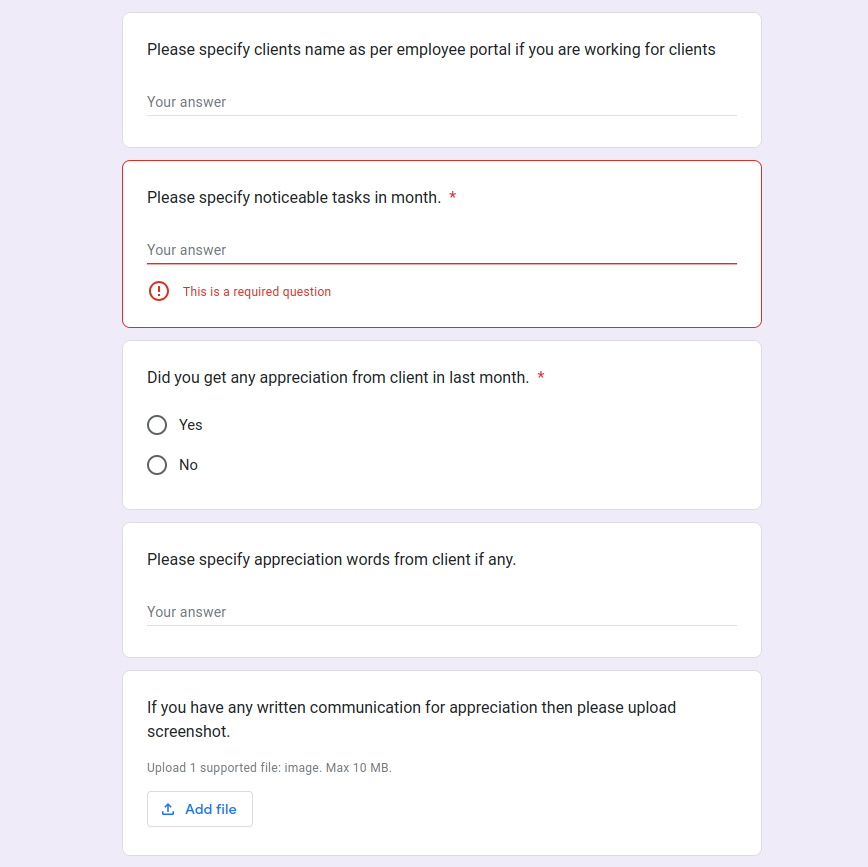 Please specify clients name as per employee portal if you are working for clients
Your answer
Please specify noticeable tasks in month. *
Your answer
This is a required question
Did you get any appreciation from client in last month. *
Yes
No
Please specify appreciation words from client if any.
Your answer
If you have any written communication for appreciation then please upload
screenshot.
Upload 1 supported file: image. Max 10 MB.
Add file